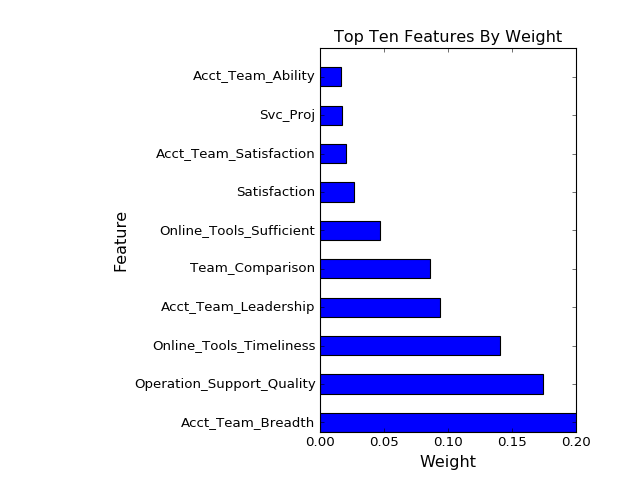 Top Ten Features By Weight
Acct_Team_Ability
Svc_Proj
Acct_Team_Satisfaction
Satisfaction
Online_Tools_Sufficient
Team_Comparison
Acct_Team_Leadership
Online_Tools_Timeliness
Operation_Support_Quality
Acct_Team_Breadth
Feature
0.00 0.05 0.10 0.15 0.20
Weight